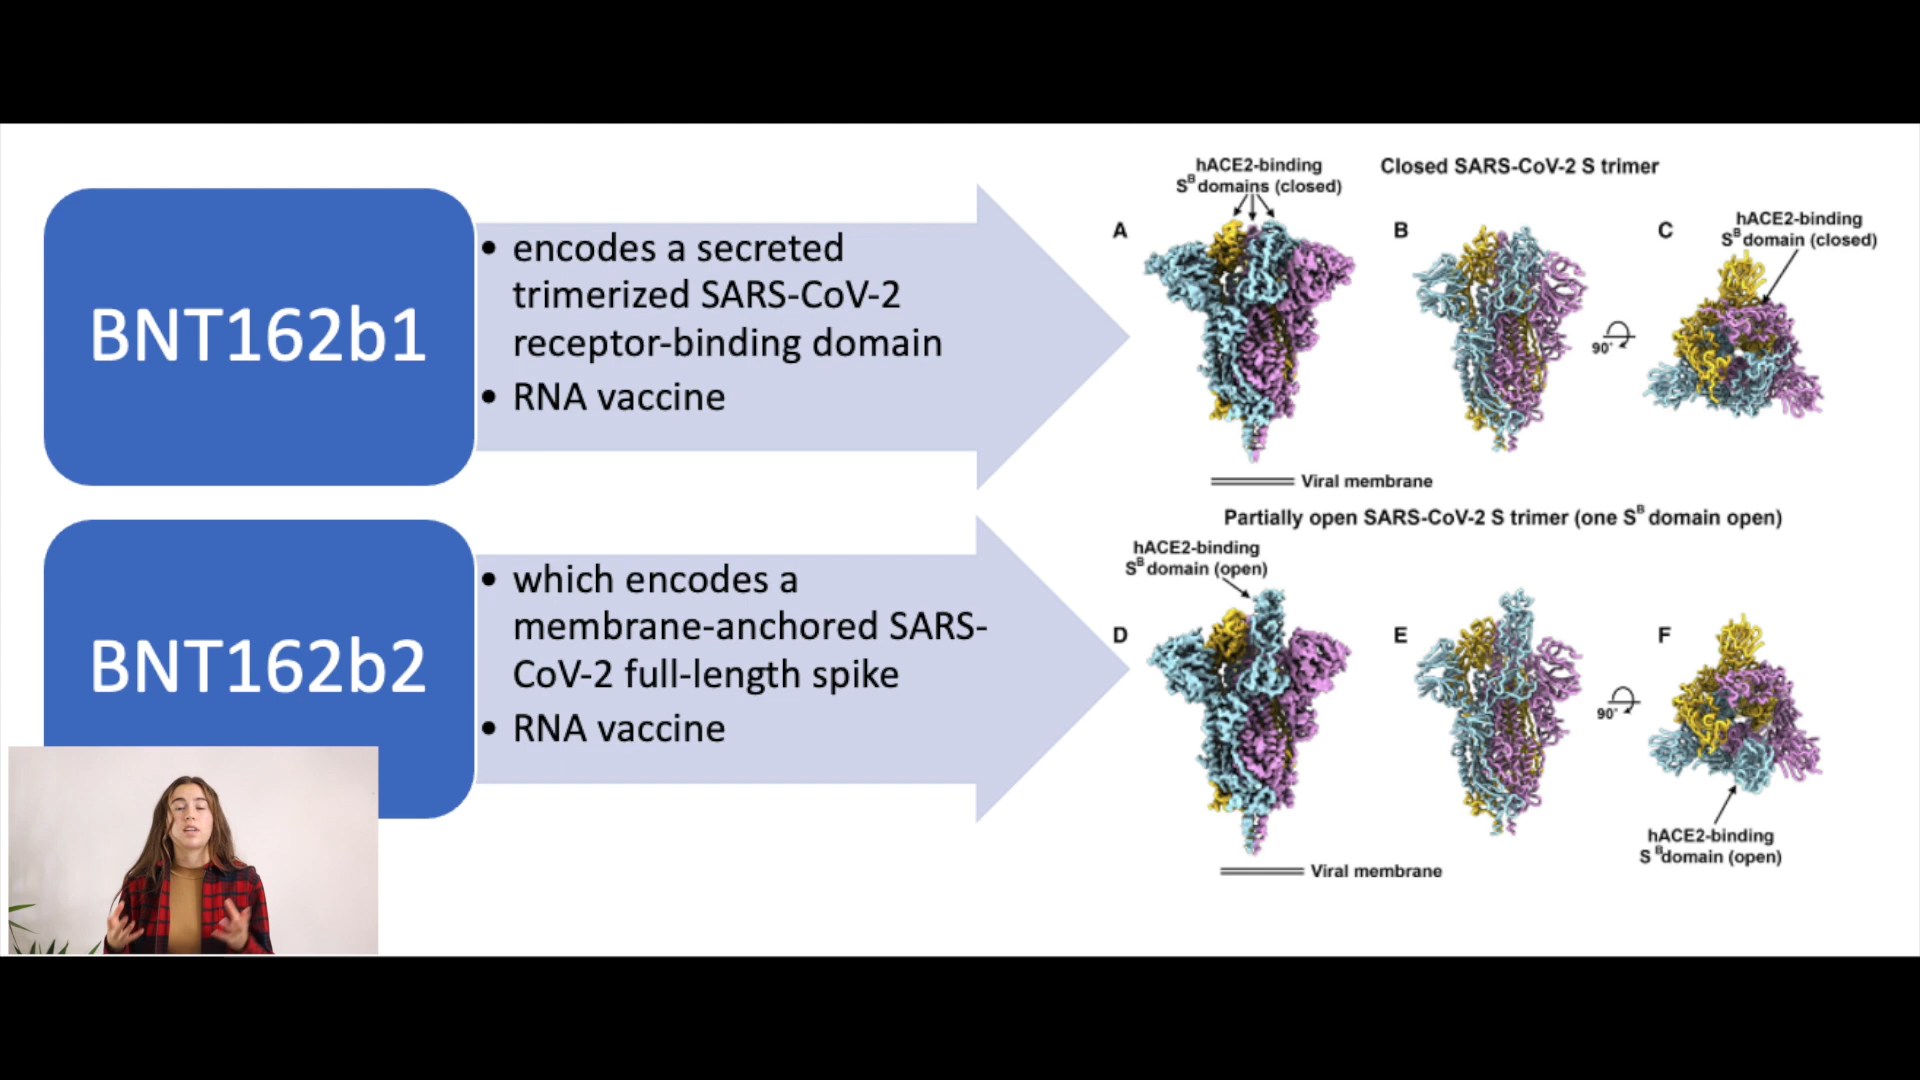 BNT162b1
• encodes a secreted
trimerized SARS-CoV-2
receptor-binding domain
• RNA vaccine
BNT162b2
• which encodes a
membrane-anchored SARS-
CoV-2 full-length spike
• RNA vaccine
hACE2-binding
S^B domains (closed)
Closed SARS-CoV-2 S trimer
A
B
C
hACE2-binding
S^B domain (closed)
90°
Viral membrane
Partially open SARS-CoV-2 S trimer (one S^B domain open)
hACE2-binding
S^B domain (open)
D
E
F
90°
hACE2-binding
S^B domain (open)
Viral membrane